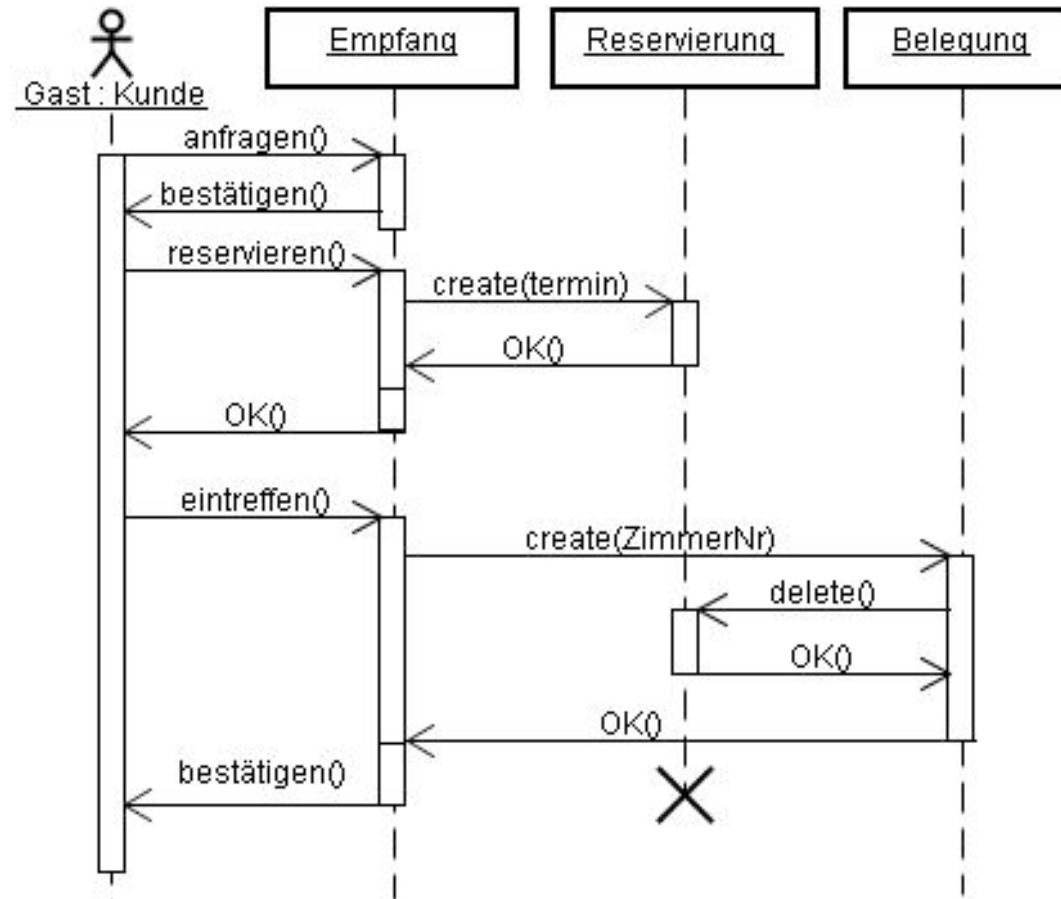 Empfang
Reservierung
Belegung
Gast : Kunde
anfragen()
bestätigen()
reservieren()
create(termin)
OK()
OK()
eintreffen()
create(ZimmerNr)
delete()
OK()
OK()
bestätigen()